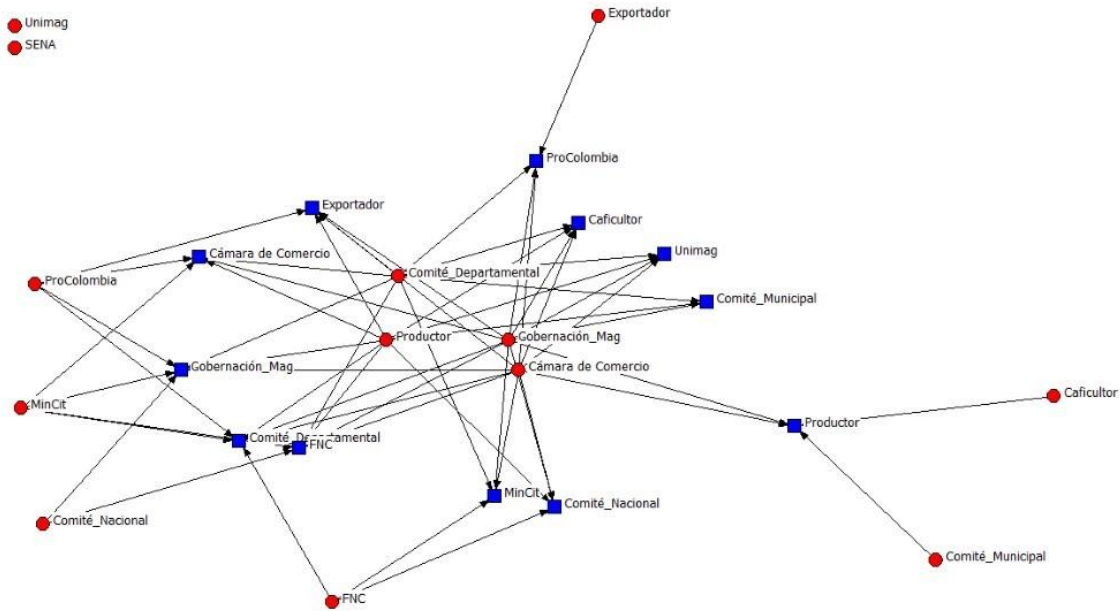 Exportador
Unimag
SENA
ProColombia
Exportador
Caficultor
Cámara de Comercio
Unimag
Comité_Departamental
ProColombia
Comité_Municipal
Productor
Gobernación_Mag
Gobernación_Mag
Cámara de Comercio
Caficultor
MinCit
Productor
Comité_Departamental
FNC
MinCit
Comité_Nacional
Comité_Nacional
Comité_Municipal
FNC